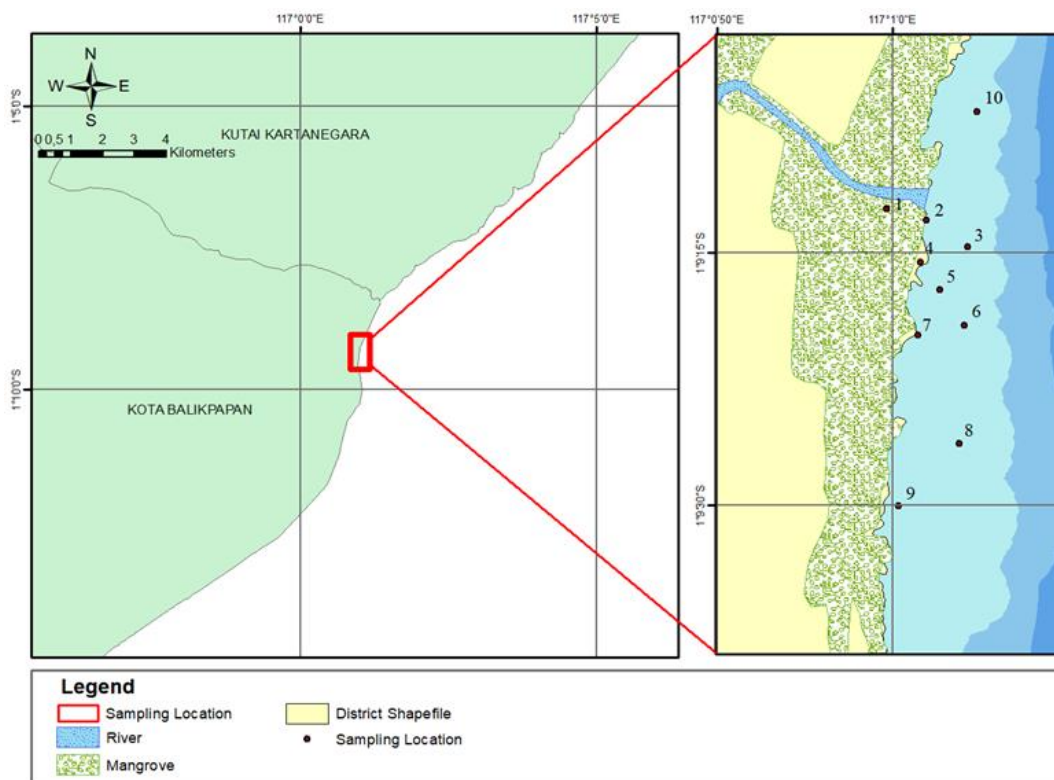 117°0'0"E
117°5'0"E
117°0'50"E
117°1'0"E
N
W E
S
0 0,5 1 2 3 4
Kilometers
KUTAI KARTANEGARA
KOTA BALIKPAPAN
1°5'0"S
1°10'0"S
1°9'15"S
1°9'30"S
10
1
2
3
4
5
6
7
8
9
Legend
Sampling Location
River
Mangrove
District Shapefile
Sampling Location